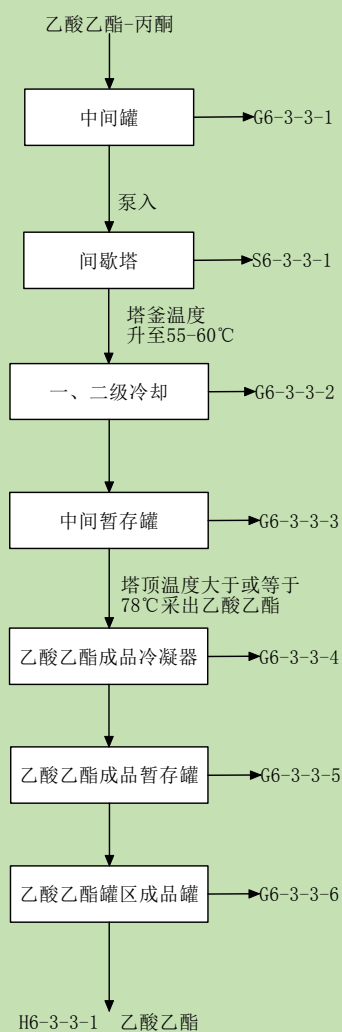 乙酸乙酯-丙酮
中间罐
G6-3-3-1
泵入
间歇塔
S6-3-3-1
塔釜温度
升至55-60℃
一、二级冷却
G6-3-3-2
中间暂存罐
G6-3-3-3
塔顶温度大于或等于
78℃采出乙酸乙酯
乙酸乙酯成品冷凝器
G6-3-3-4
乙酸乙酯成品暂存罐
G6-3-3-5
乙酸乙酯罐区成品罐
G6-3-3-6
H6-3-3-1 乙酸乙酯